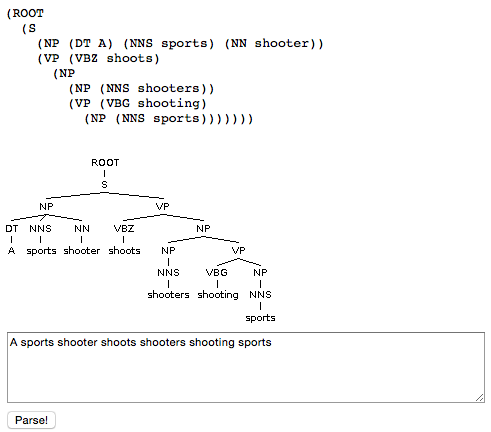 (ROOT
(S
(NP (DT A) (NNS sports) (NN shooter))
(VP (VBZ shoots)
(NP
(NP (NNS shooters))
(VP (VBG shooting)
(NP (NNS sports)))))))
ROOT
S
NP VP
DT NNS NN VBZ NP
A sports shooter shoots NP VP
NNS VBG NP
shooters shooting NNS
sports
A sports shooter shoots shooters shooting sports
Parse!